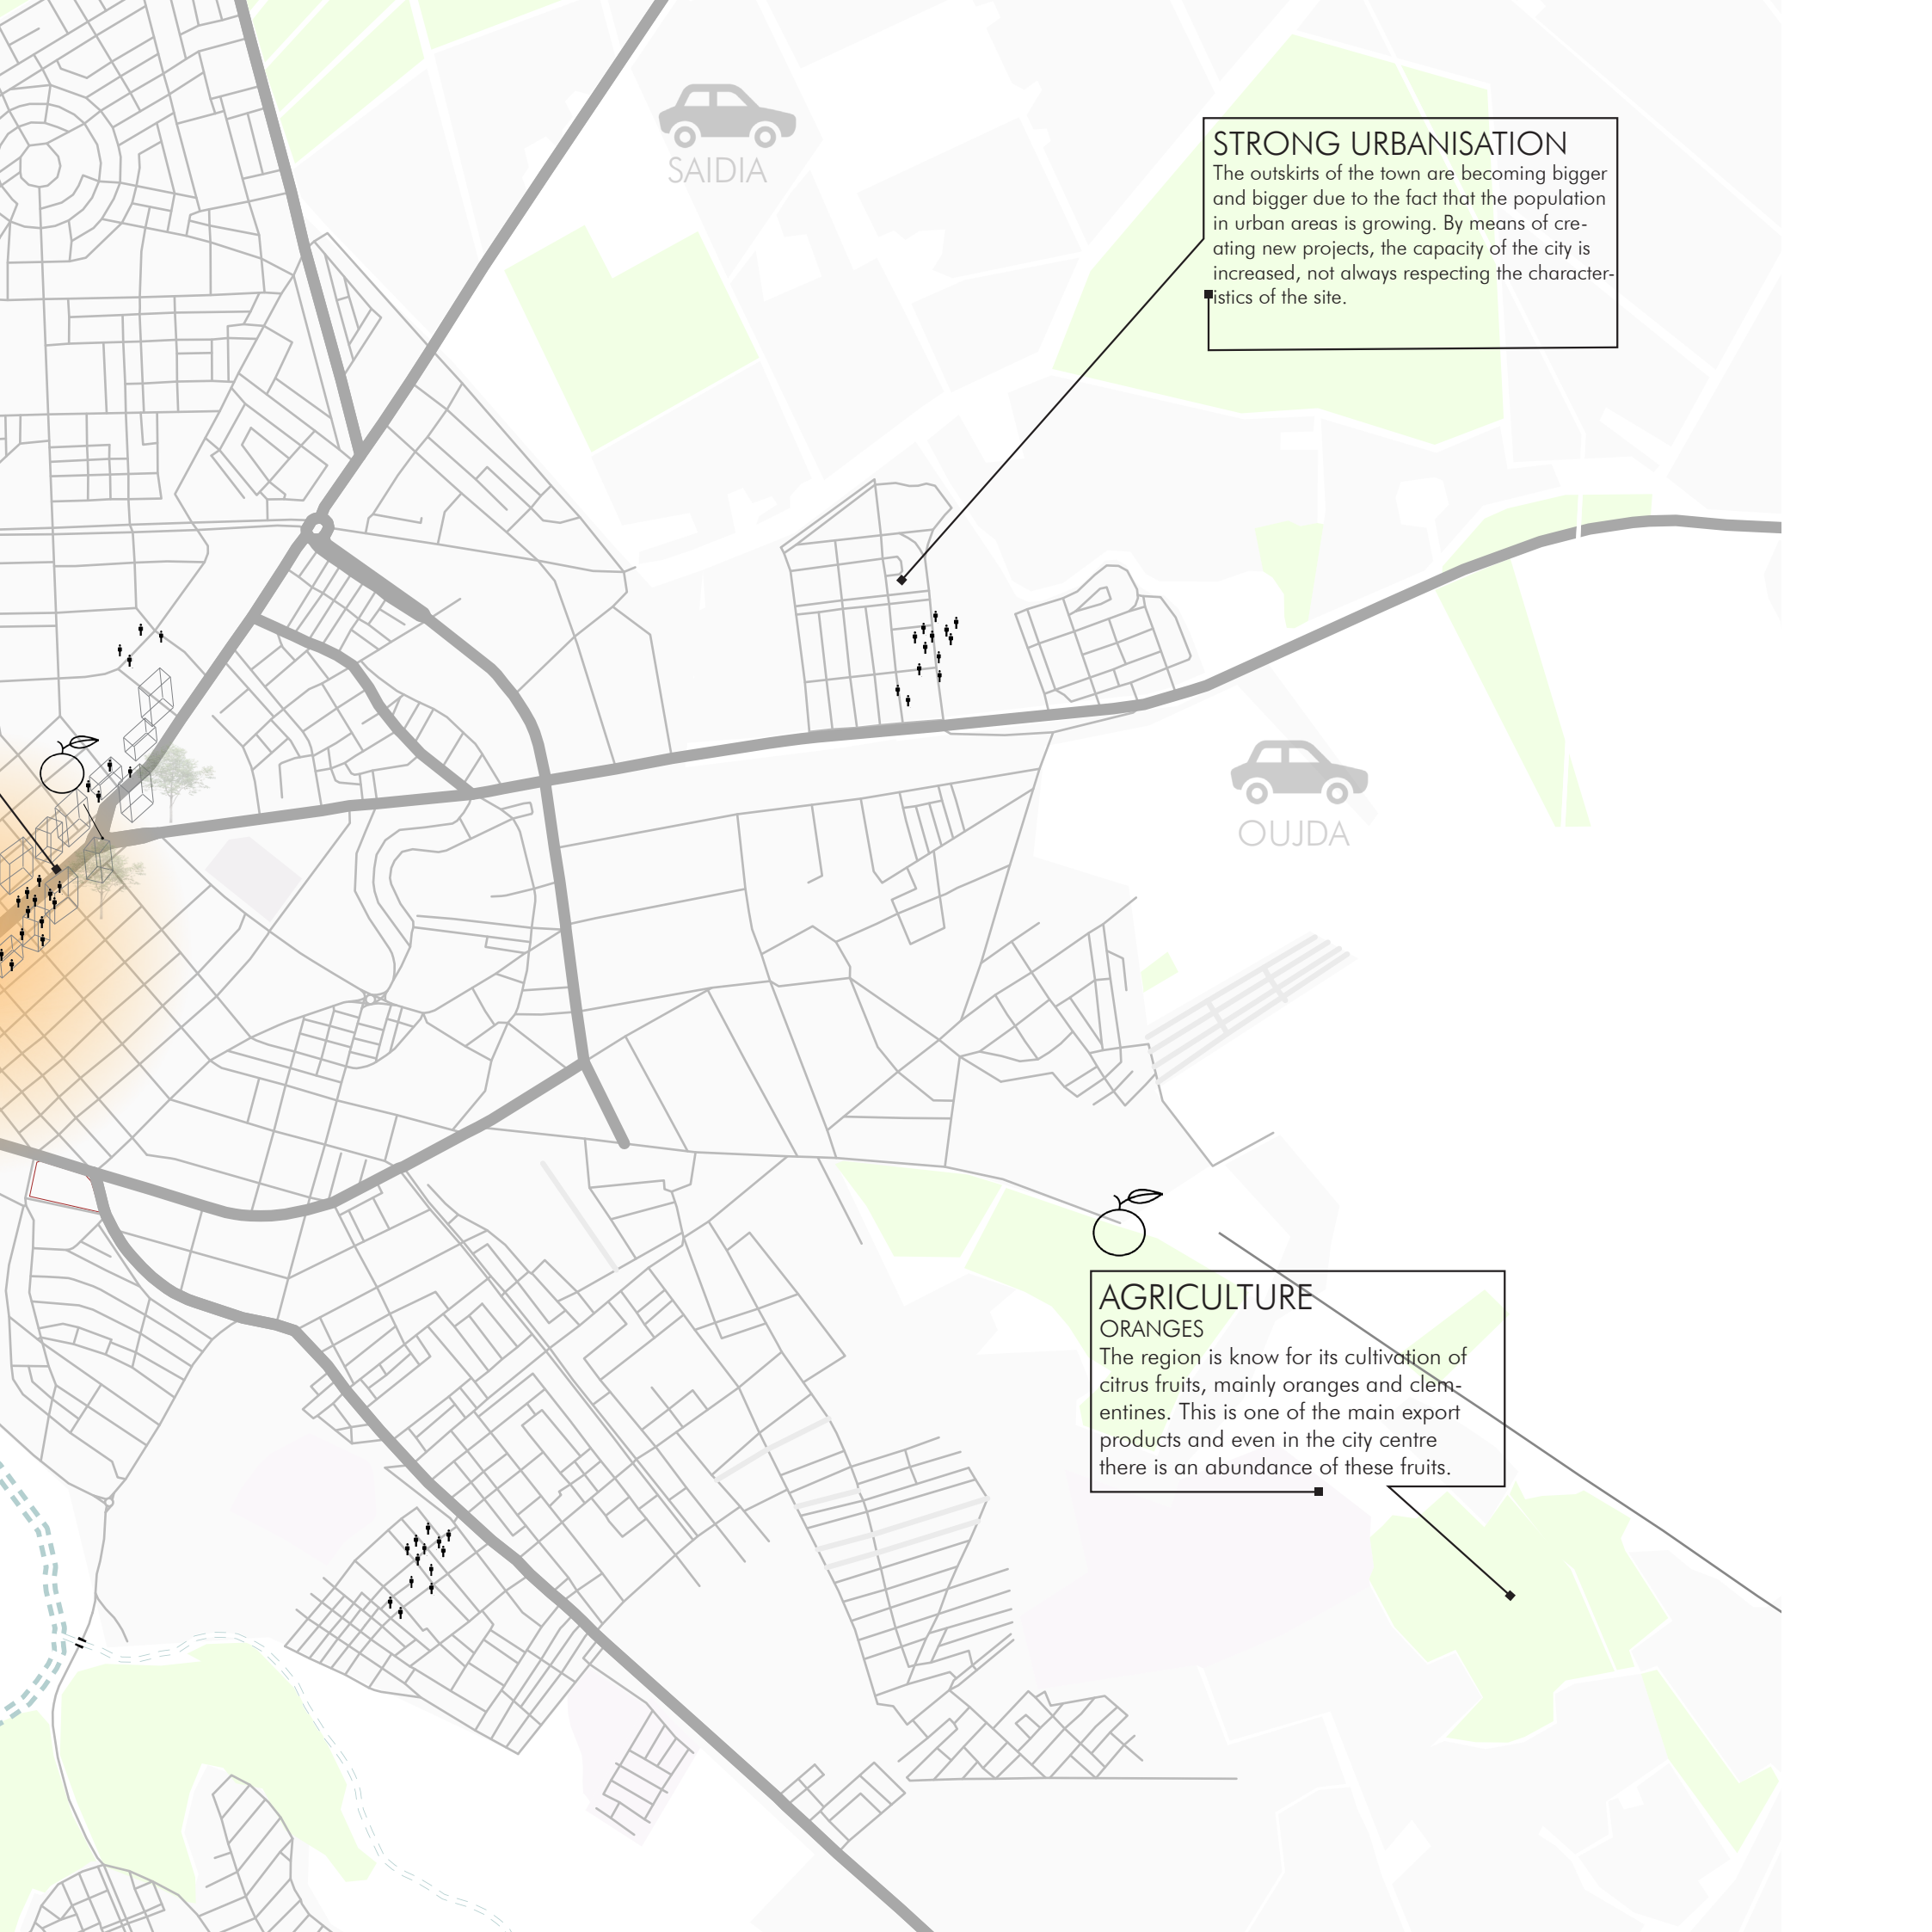 SAIDIA
STRONG URBANISATION
The outskirts of the town are becoming bigger
and bigger due to the fact that the population
in urban areas is growing. By means of cre-
ating new projects, the capacity of the city is
increased, not always respecting the character-
istics of the site.
OUJDA
AGRICULTURE
ORANGES
The region is know for its cultivation of
citrus fruits, mainly oranges and clem-
entines. This is one of the main export
products and even in the city centre
there is an abundance of these fruits.